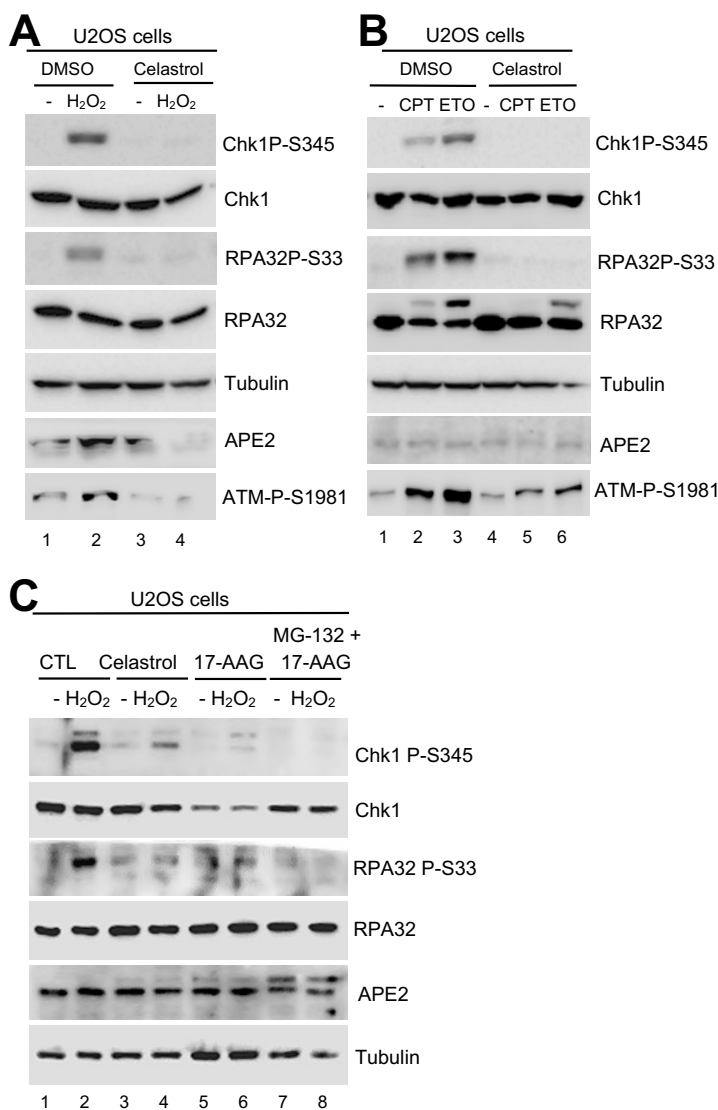 A
U2OS cells
DMSO Celastrol
- H₂O₂ - H₂O₂
Chk1P-S345
Chk1
RPA32P-S33
RPA32
Tubulin
APE2
ATM-P-S1981
1 2 3 4
B
U2OS cells
DMSO Celastrol
- CPT ETO - CPT ETO
Chk1P-S345
Chk1
RPA32P-S33
RPA32
Tubulin
APE2
ATM-P-S1981
1 2 3 4 5 6
C
U2OS cells
MG-132 +
CTL Celastrol 17-AAG 17-AAG
- H₂O₂ - H₂O₂ - H₂O₂ - H₂O₂
Chk1 P-S345
Chk1
RPA32 P-S33
RPA32
APE2
Tubulin
1 2 3 4 5 6 7 8